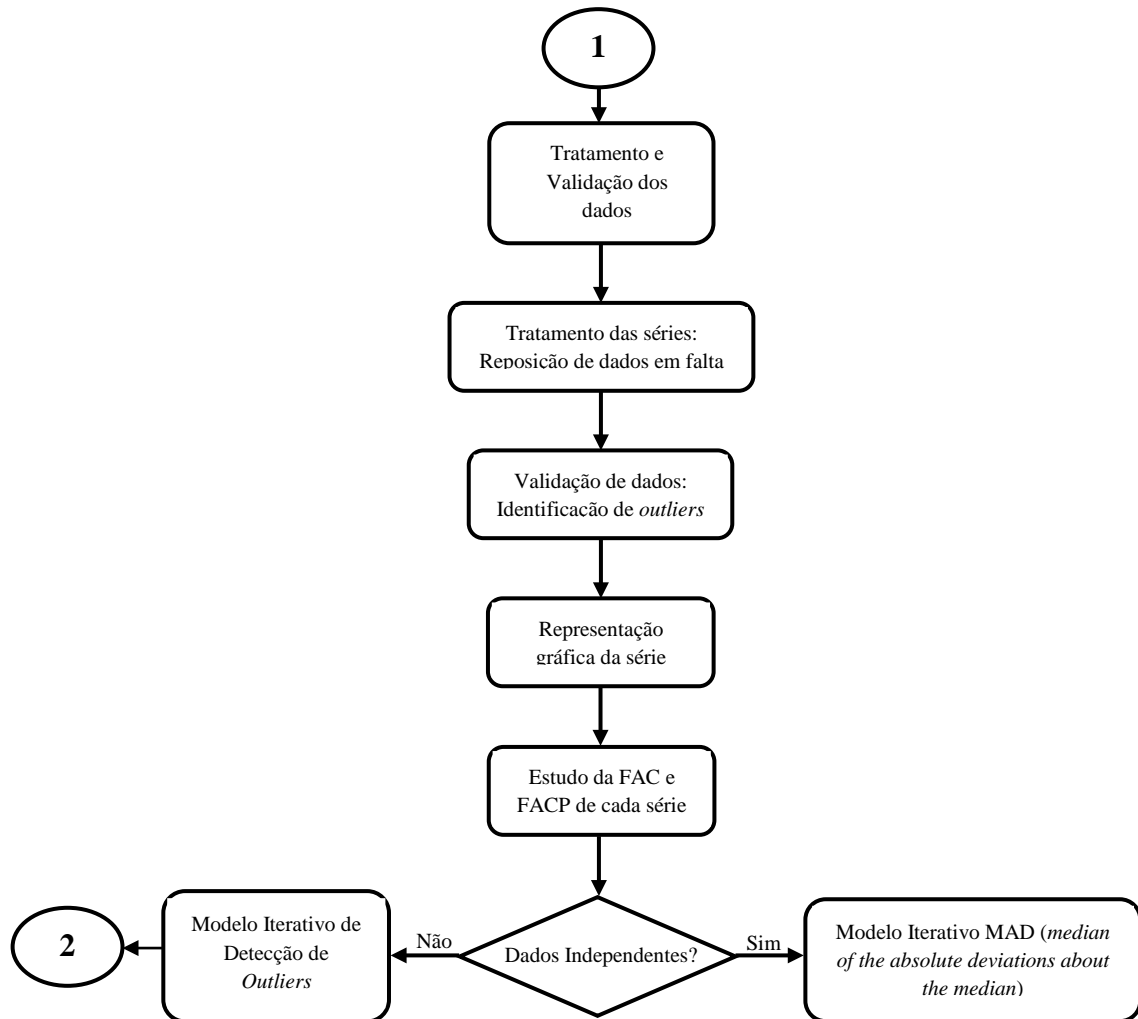 1
Tratamento e
Validação dos
dados
Tratamento das séries:
Reposição de dados em falta
Validação de dados:
Identificacão de outliers
Representação
gráfica da série
Estudo da FAC e
FACP de cada série
2
Modelo Iterativo de
Detecção de
Outliers
Não
Dados Independentes?
Sim
Modelo Iterativo MAD (median
of the absolute deviations about
the median)